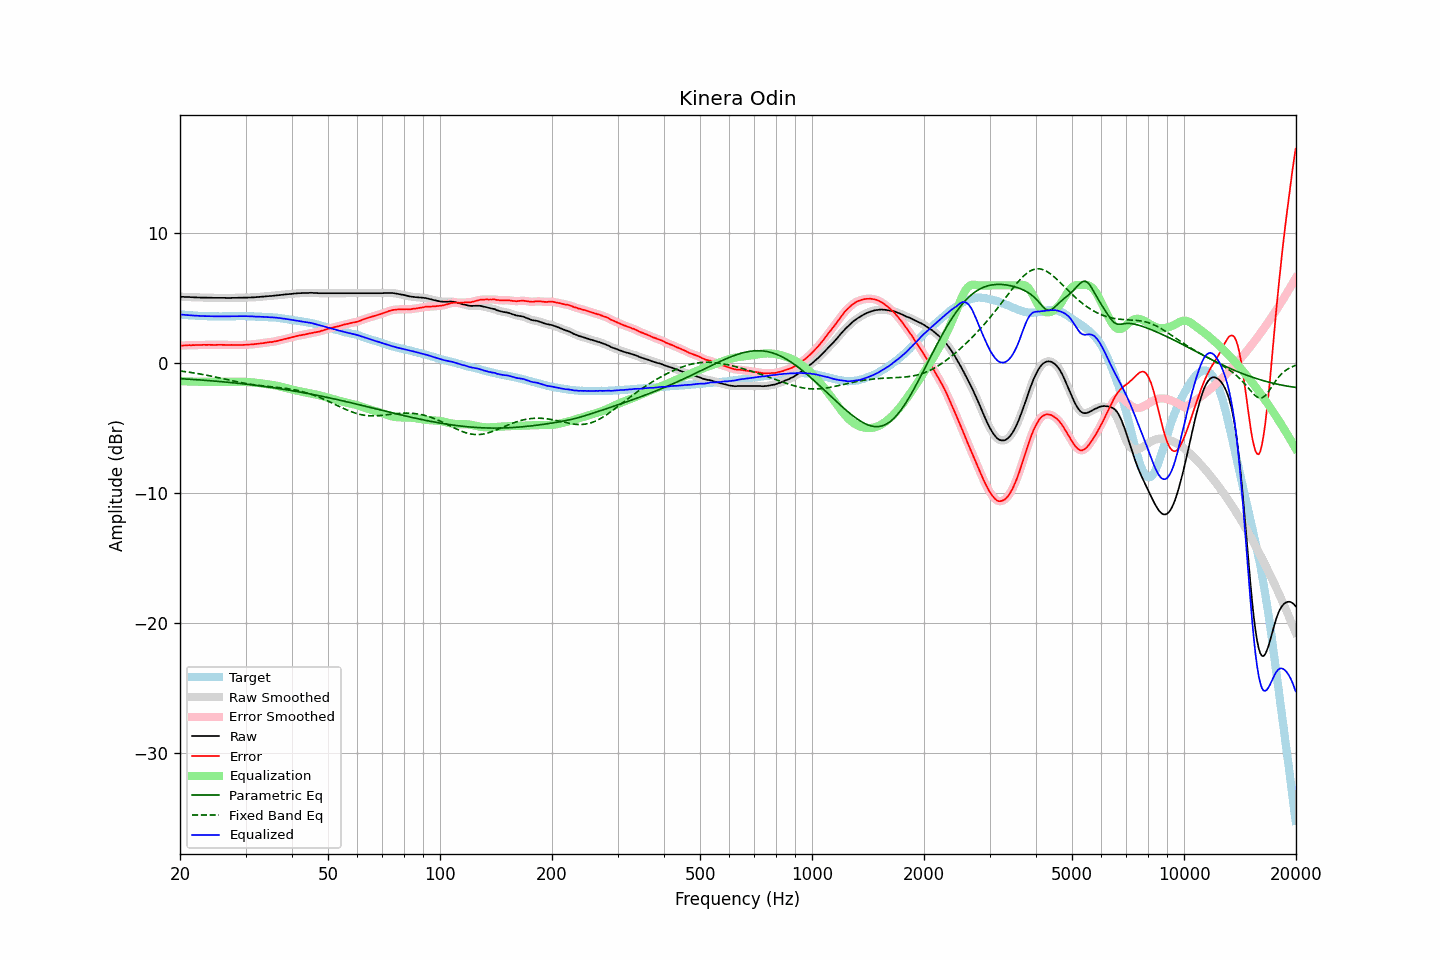 Kinera Odin
10
0
−10
−20
−30
Amplitude (dBr)
Target
Raw Smoothed
Error Smoothed
Raw
Error
Equalization
Parametric Eq
Fixed Band Eq
Equalized
20 50 100 200 500 1000 2000 5000 10000 20000
Frequency (Hz)